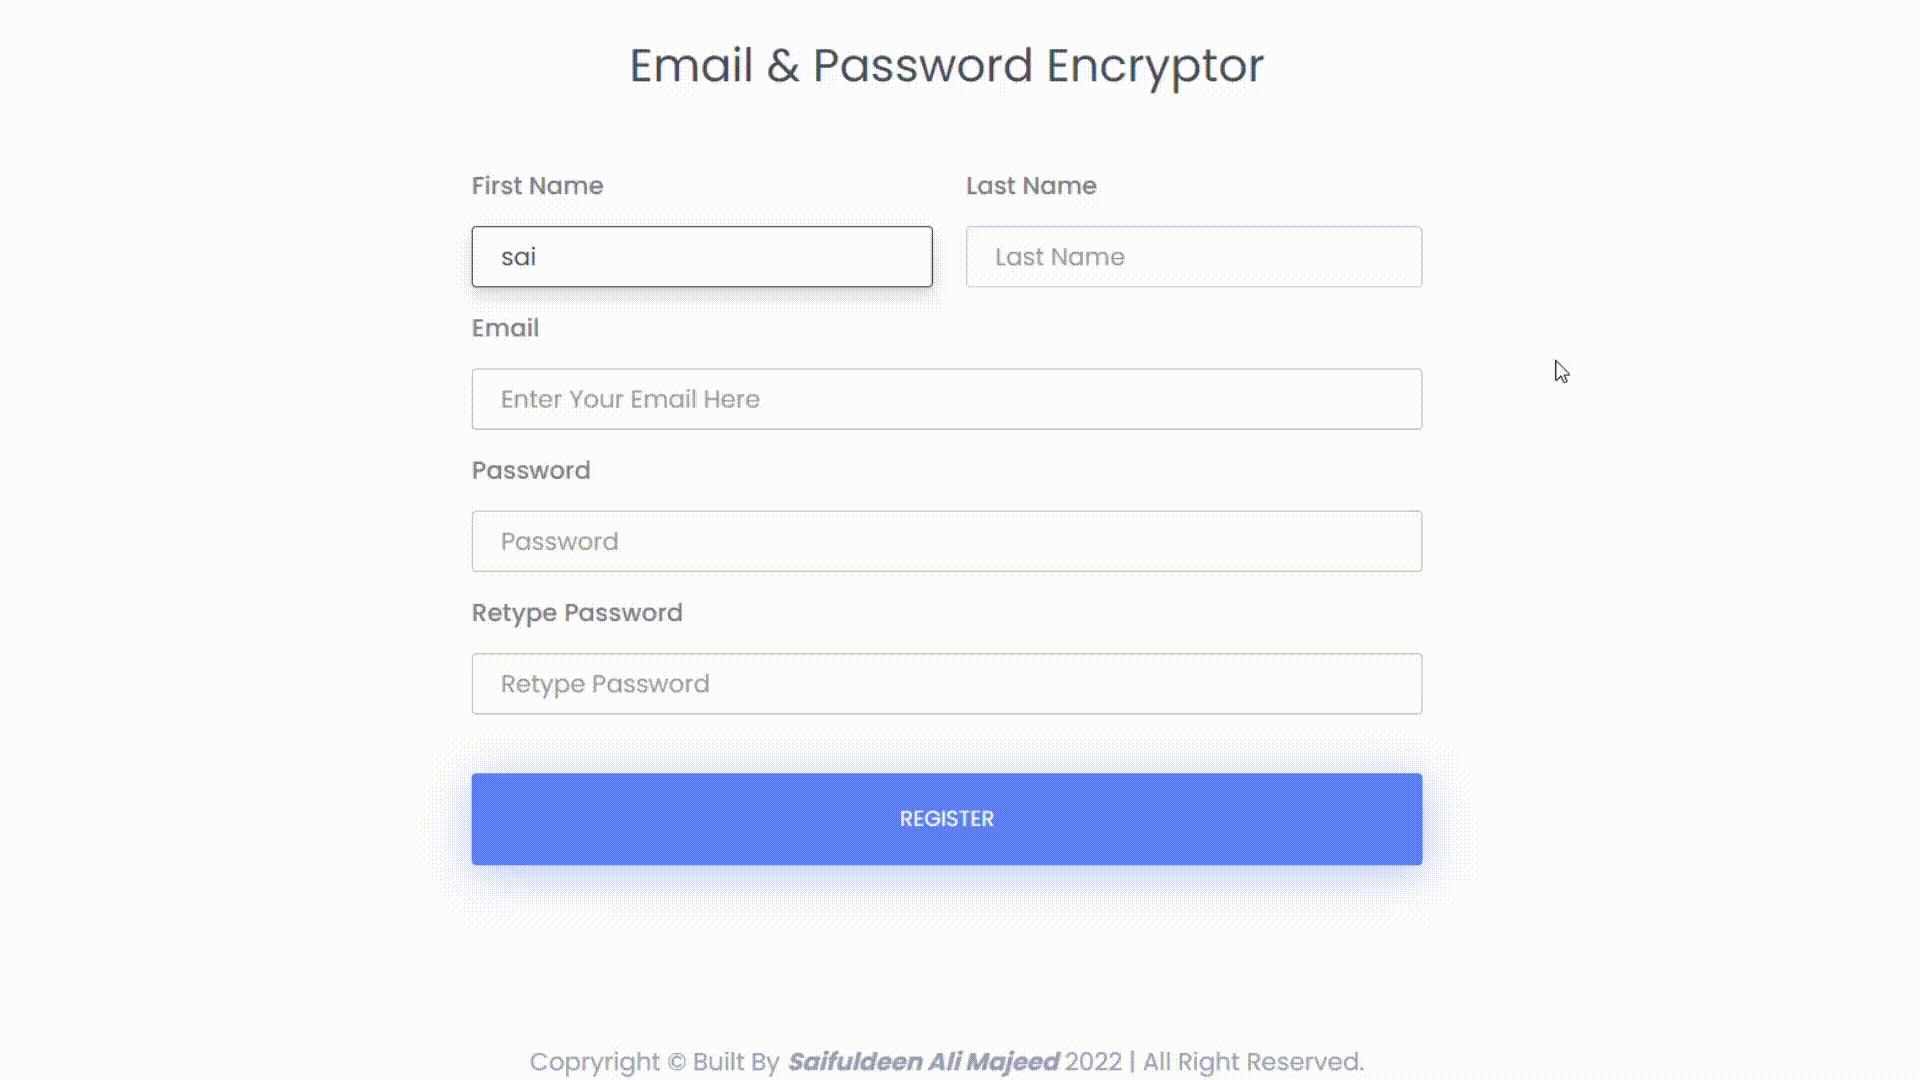 Email & Password Encryptor
First Name Last Name
sai Last Name
Email
Enter Your Email Here
Password
Password
Retype Password
Retype Password
REGISTER
Copryright © Built By Saifuldeen Ali Majeed 2022 | All Right Reserved.